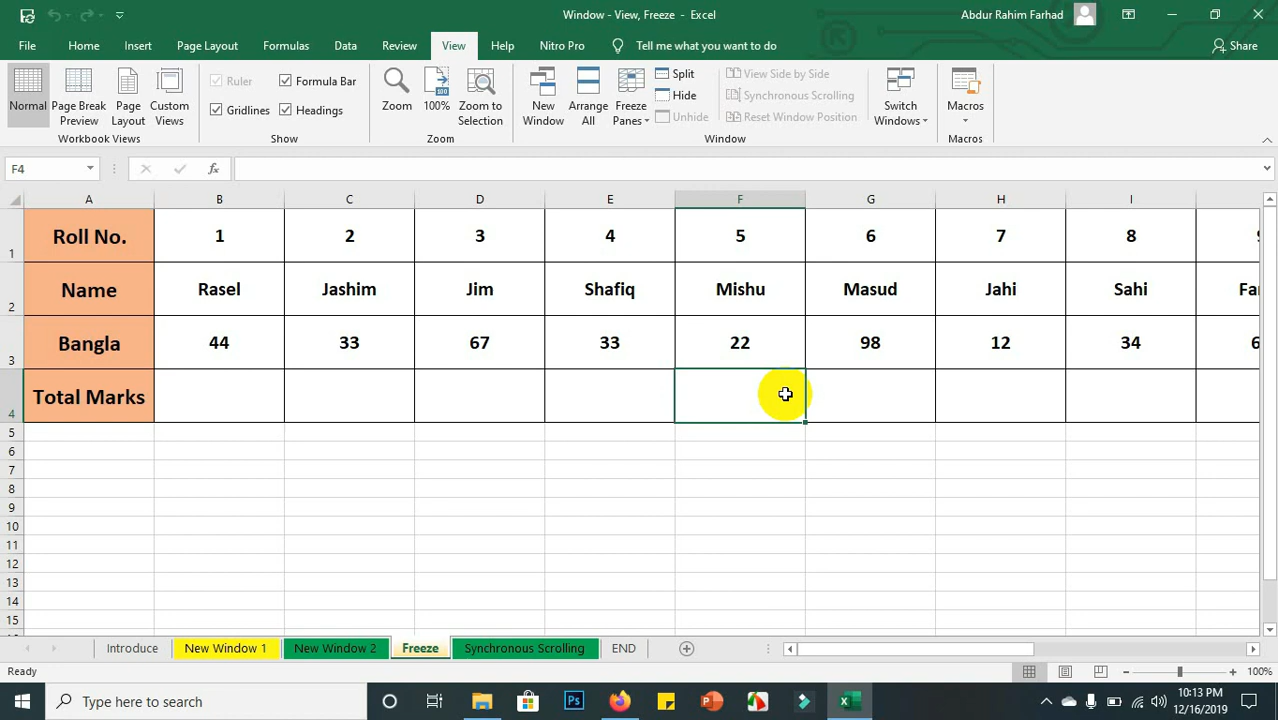 Window - View, Freeze - Excel
Abdur Rahim Farhad
File Home Insert Page Layout Formulas Data Review View Help Nitro Pro Tell me what you want to do Share
Normal
Page Break Preview
Page Layout
Custom Views
Workbook Views
Ruler
Formula Bar
Gridlines
Headings
Show
Zoom
100%
Zoom to Selection
Zoom
New Window
Arrange All
Freeze Panes
Split
Hide
Unhide
View Side by Side
Synchronous Scrolling
Reset Window Position
Window
Switch Windows
Macros
Macros
F4
fx
A B C D E F G H I
1 Roll No. 1 2 3 4 5 6 7 8
2 Name Rasel Jashim Jim Shafiq Mishu Masud Jahi Sahi
3 Bangla 44 33 67 33 22 98 12 34
4 Total Marks
5
6
7
8
9
10
11
12
13
14
15
Introduce New Window 1 New Window 2 Freeze Synchronous Scrolling END
Ready
100%
Type here to search
10:13 PM
12/16/2019